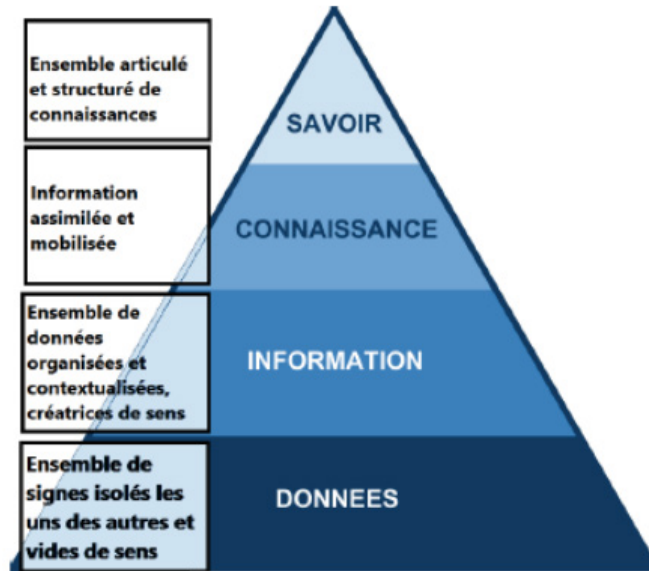 Ensemble articulé
et structuré de
connaissances
SAVOIR
Information
assimilée et
mobilisée
CONNAISSANCE
Ensemble de
données
organisées et
contextualisées,
créatrices de sens
INFORMATION
Ensemble de
signes isolés les
uns des autres et
vides de sens
DONNEES